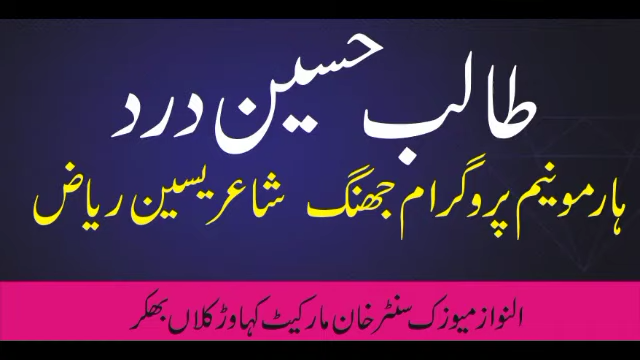 طالب حسین درد
ہارمونیم پروگرام جھنگ شاعر یسین ریاض
النواز میوزک سنٹر خان مارکیٹ کہاوڑ کلاں بھکر